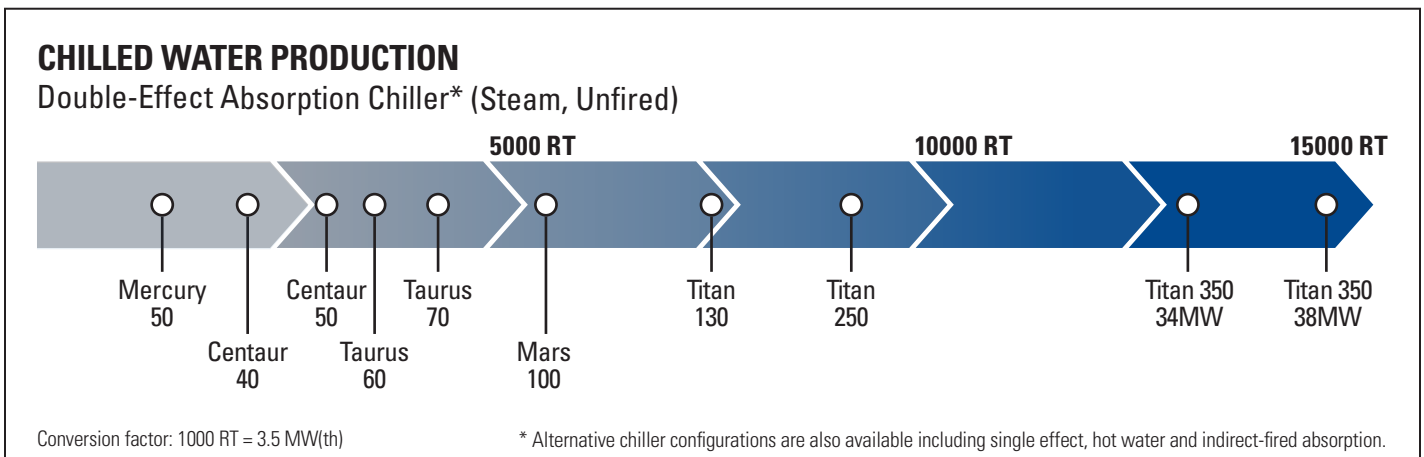 CHILLED WATER PRODUCTION
Double-Effect Absorption Chiller* (Steam, Unfired)
5000 RT
10000 RT
15000 RT
Mercury
50
Centaur
40
Centaur
50
Taurus
60
Taurus
70
Mars
100
Titan
130
Titan
250
Titan 350
34MW
Titan 350
38MW
Conversion factor: 1000 RT = 3.5 MW(th)
* Alternative chiller configurations are also available including single effect, hot water and indirect-fired absorption.